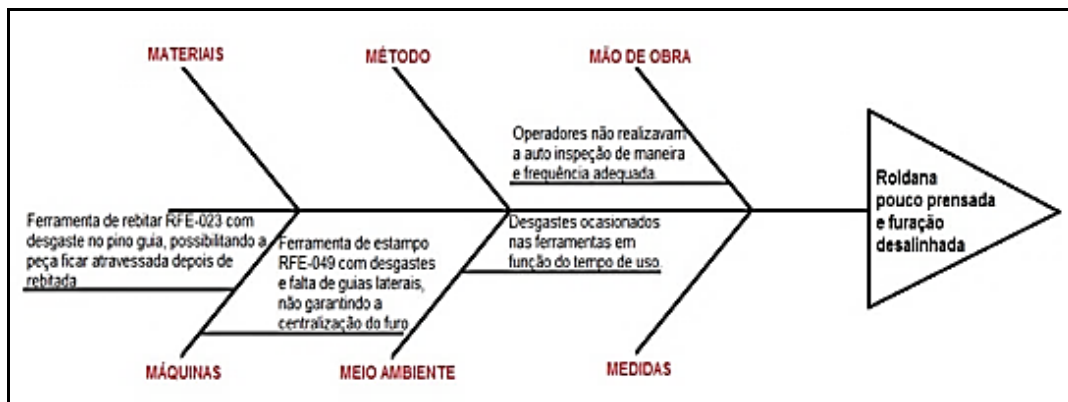 MATERIAIS
MÉTODO
MÃO DE OBRA
Operadores não realizavam
a auto inspeção de maneira
e frequência adequada
Roldana
pouco prensada
e furação
desalinhada
Ferramenta de rebitar RFE-023 com
desgaste no pino guia, possibilitando a
peça ficar atravessada depois de
rebitada
Ferramenta de estampo
RFE-049 com desgastes
e falta de guias laterais,
não garantindo a
centralização do furo
Desgastes ocasionados
nas ferramentas em
função do tempo de uso.
MÁQUINAS
MEIO AMBIENTE
MEDIDAS